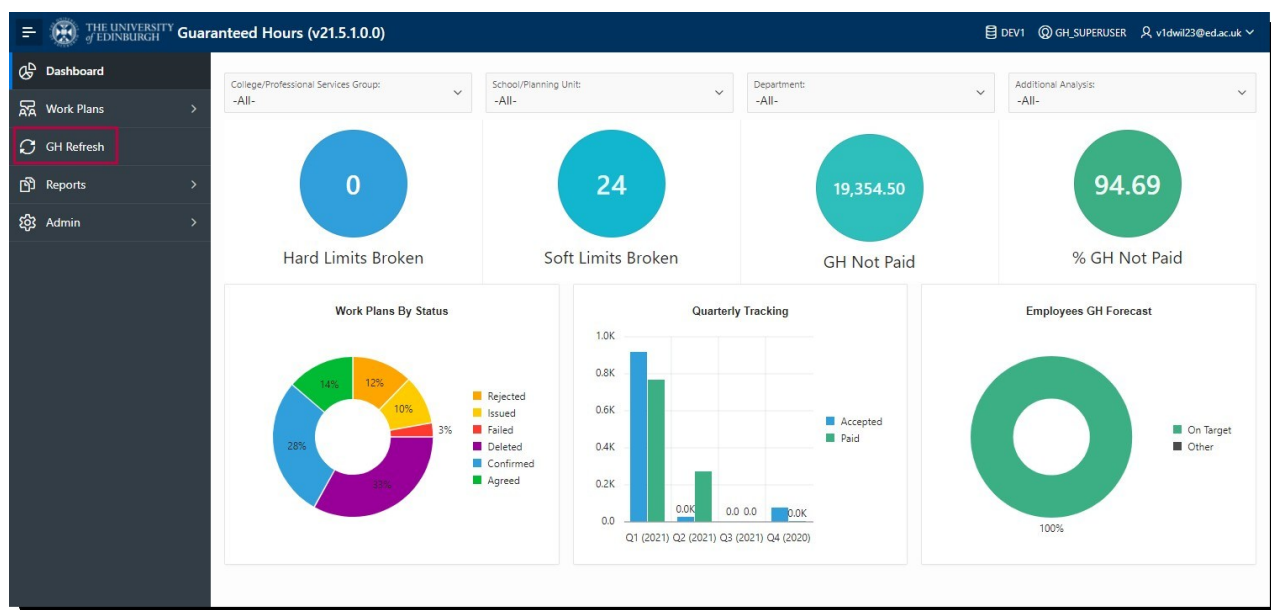 THE UNIVERSITY of EDINBURGH Guaranteed Hours (v21.5.1.0.0) DEV1 GH_SUPERUSER v1dwil23@ed.ac.uk
Dashboard
Work Plans
GH Refresh
Reports
Admin
College/Professional Services Group: School/Planning Unit: Department: Additional Analysis:
-All- -All- -All- -All-
0 24 19,354.50 94.69
Hard Limits Broken Soft Limits Broken GH Not Paid % GH Not Paid
Work Plans By Status
14% 12%
10%
3%
28%
33%
Rejected
Issued
Failed
Deleted
Confirmed
Agreed
Quarterly Tracking
1.0K
0.8K
0.6K
0.4K
0.2K
0.0
0.0K 0.0 0.0 0.0K
Q1 (2021) Q2 (2021) Q3 (2021) Q4 (2020)
Accepted
Paid
Employees GH Forecast
100%
On Target
Other